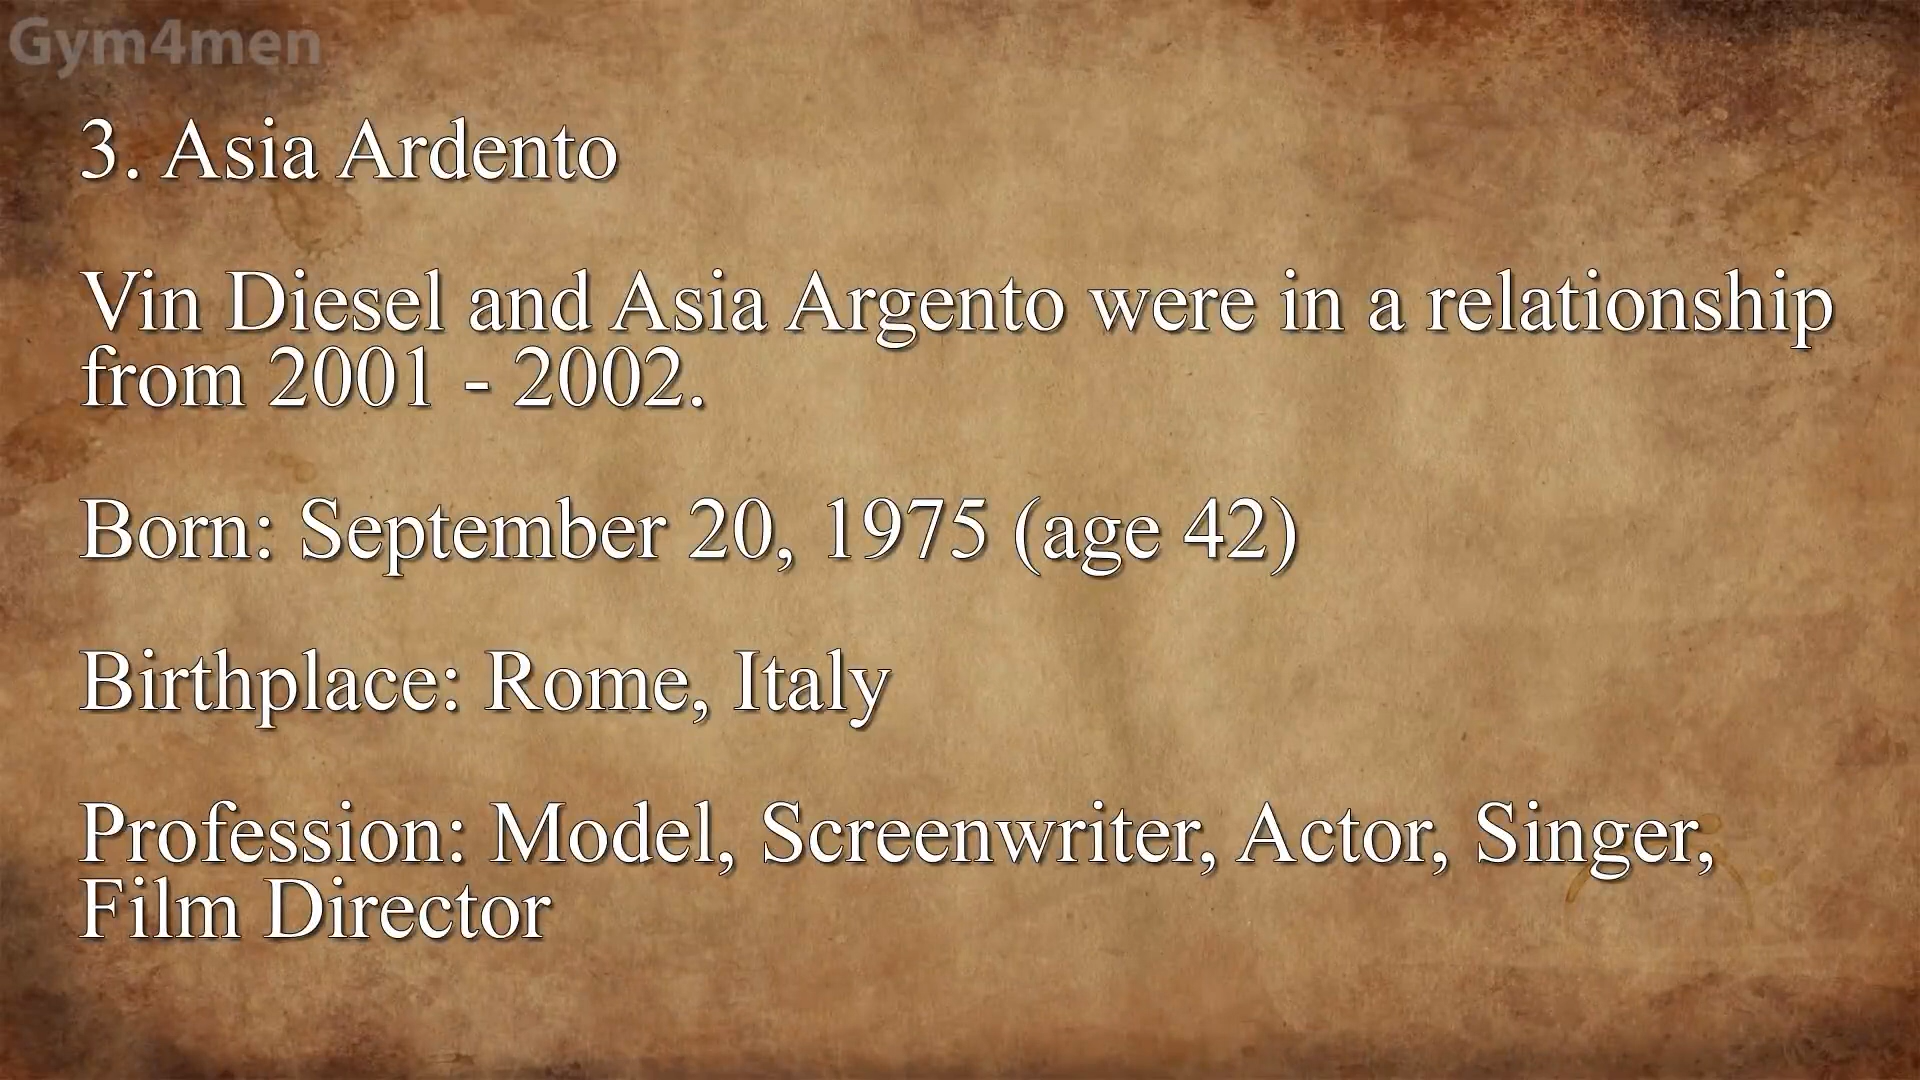 Gym4men
3. Asia Ardento
Vin Diesel and Asia Argento were in a relationship
from 2001 - 2002.
Born: September 20, 1975 (age 42)
Birthplace: Rome, Italy
Profession: Model, Screenwriter, Actor, Singer,
Film Director